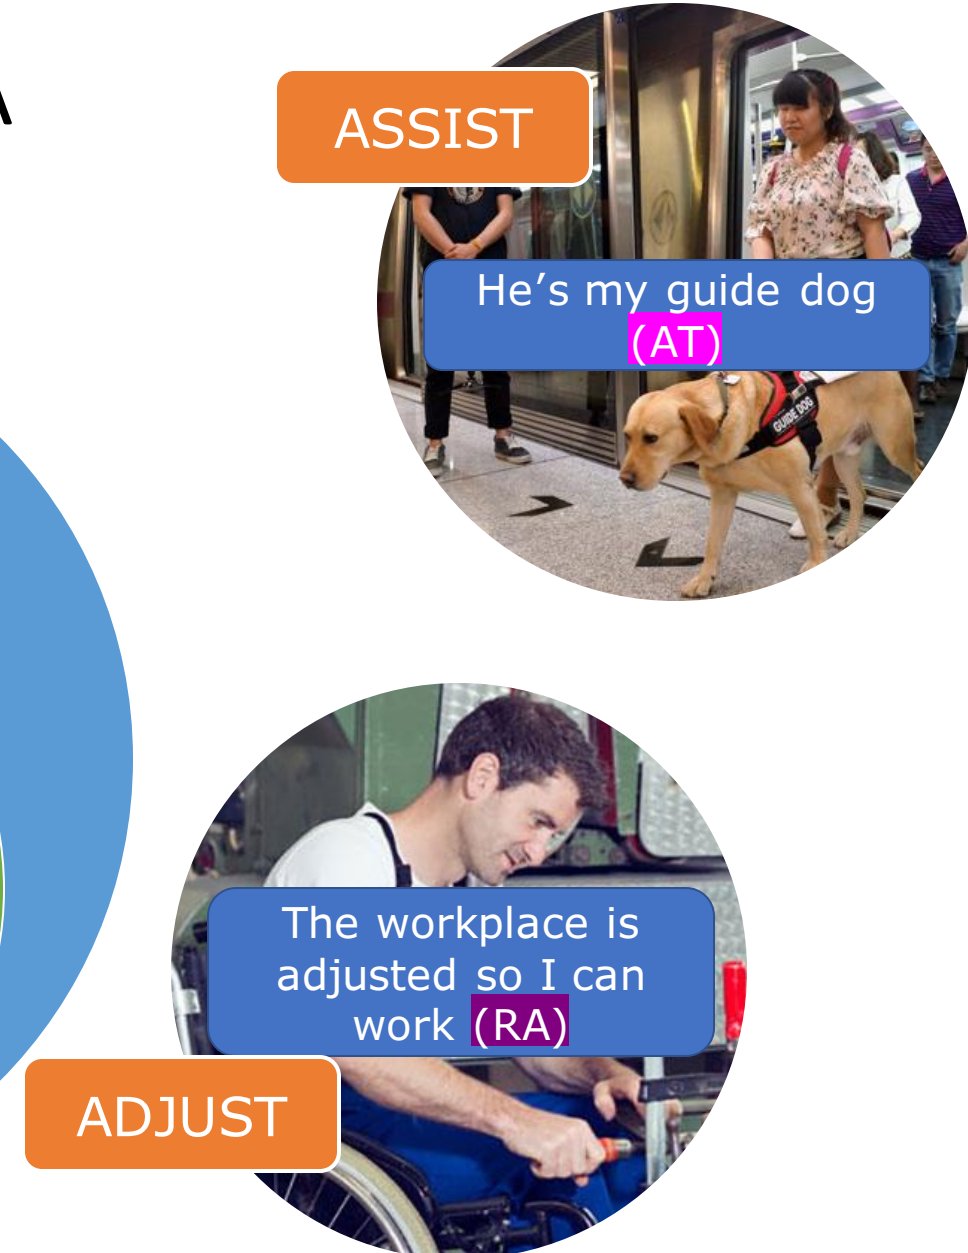 A
ASSIST
He’s my guide dog
(AT)
GUIDE DOG
The workplace is
adjusted so I can
work (RA)
ADJUST